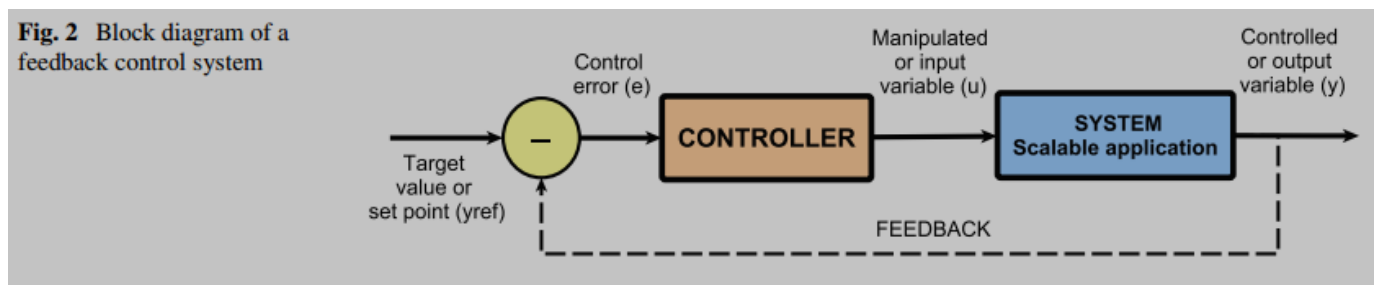 Fig. 2 Block diagram of a
feedback control system
Target
value or
set point (yref)
–
Control
error (e)
CONTROLLER
Manipulated
or input
variable (u)
SYSTEM
Scalable application
Controlled
or output
variable (y)
FEEDBACK